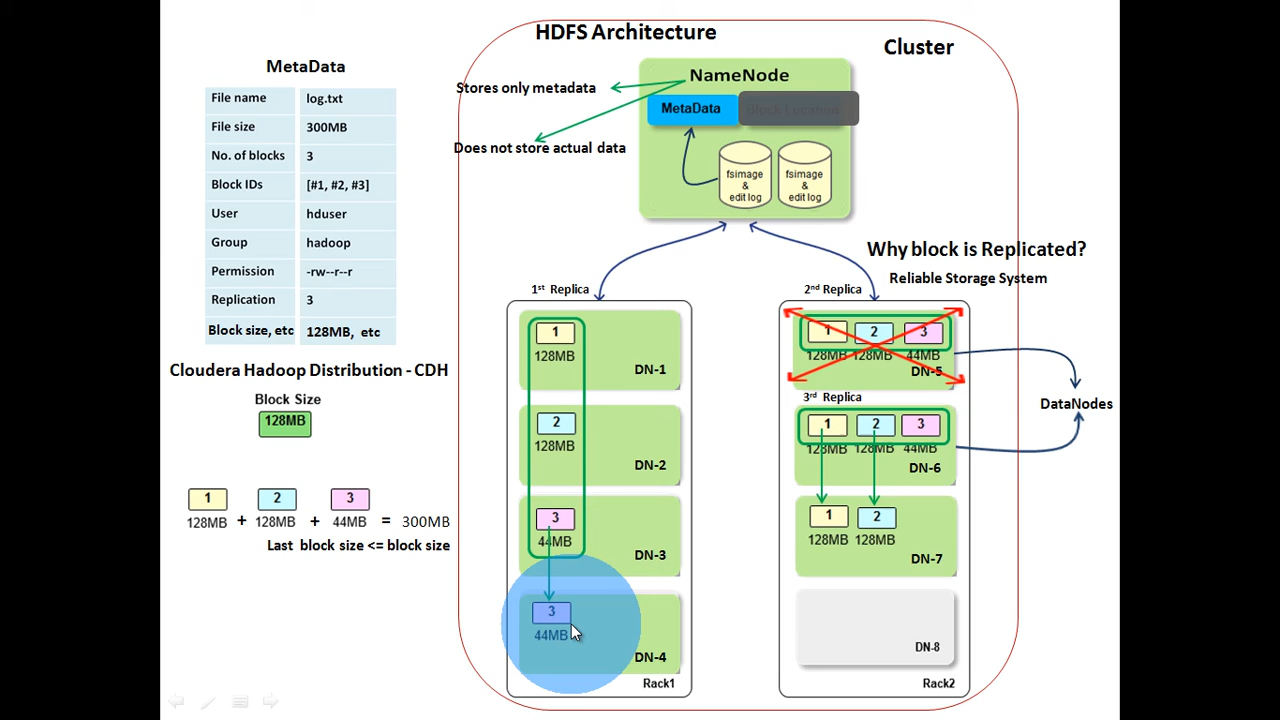 HDFS Architecture
Cluster
MetaData
File name log.txt
File size 300MB
No. of blocks 3
Block IDs [#1, #2, #3]
User hduser
Group hadoop
Permission -rw--r--r
Replication 3
Block size, etc 128MB, etc
Cloudera Hadoop Distribution - CDH
Block Size
128MB
1 2 3
128MB + 128MB + 44MB = 300MB
Last block size <= block size
NameNode
Stores only metadata
MetaData Block Location
Does not store actual data
fsimage & edit log
fsimage & edit log
Why block is Replicated?
Reliable Storage System
1st Replica
1
128MB
DN-1
2
128MB
DN-2
3
44MB
DN-3
3
44MB
DN-4
Rack1
2nd Replica
1 2 3
128MB 128MB 44MB
DN-5
3rd Replica
1 2 3
128MB 128MB 44MB
DN-6
1 2
128MB 128MB
DN-7
DN-8
Rack2
DataNodes